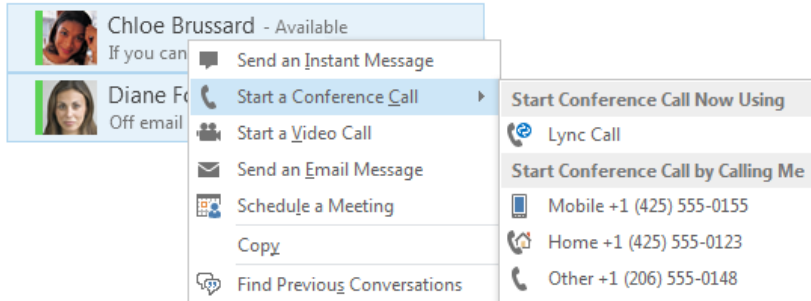 Chloe Brussard - Available
If you can
Diane Fo
Off email
Send an Instant Message
Start a Conference Call
Start a Video Call
Send an Email Message
Schedule a Meeting
Copy
Find Previous Conversations
Start Conference Call Now Using
Lync Call
Start Conference Call by Calling Me
Mobile +1 (425) 555-0155
Home +1 (425) 555-0123
Other +1 (206) 555-0148